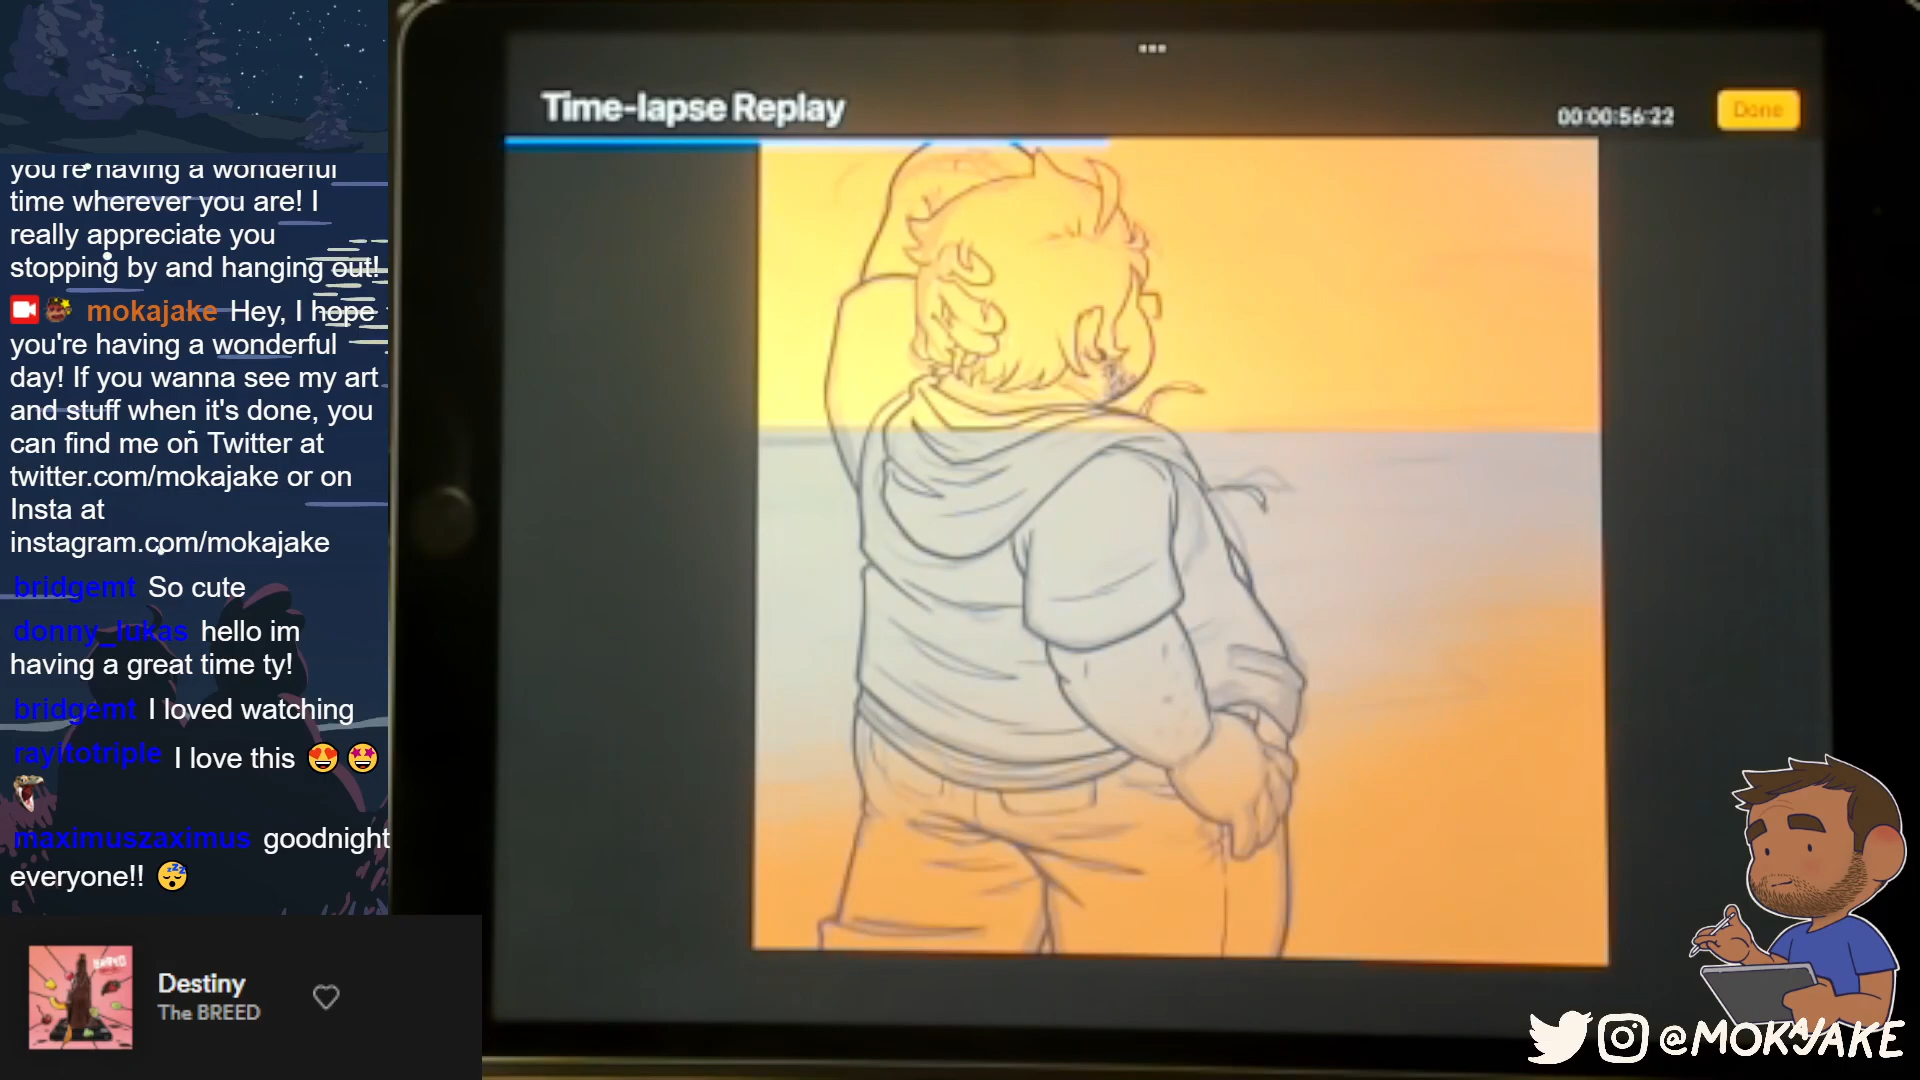 you're having a wonderful
time wherever you are! I
really appreciate you
stopping by and hanging out!
mokajake Hey, I hope
you're having a wonderful
day! If you wanna see my art
and stuff when it's done, you
can find me on Twitter at
twitter.com/mokajake or on
Insta at
instagram.com/mokajake
bridgemt So cute
donny_lukas hello im
having a great time ty!
bridgemt I loved watching
rayitotriple I love this
maximuszaximus goodnight
everyone!!
Destiny
The BREED
Time-lapse Replay
00:00:56:22
Done
@MOKAJAKE